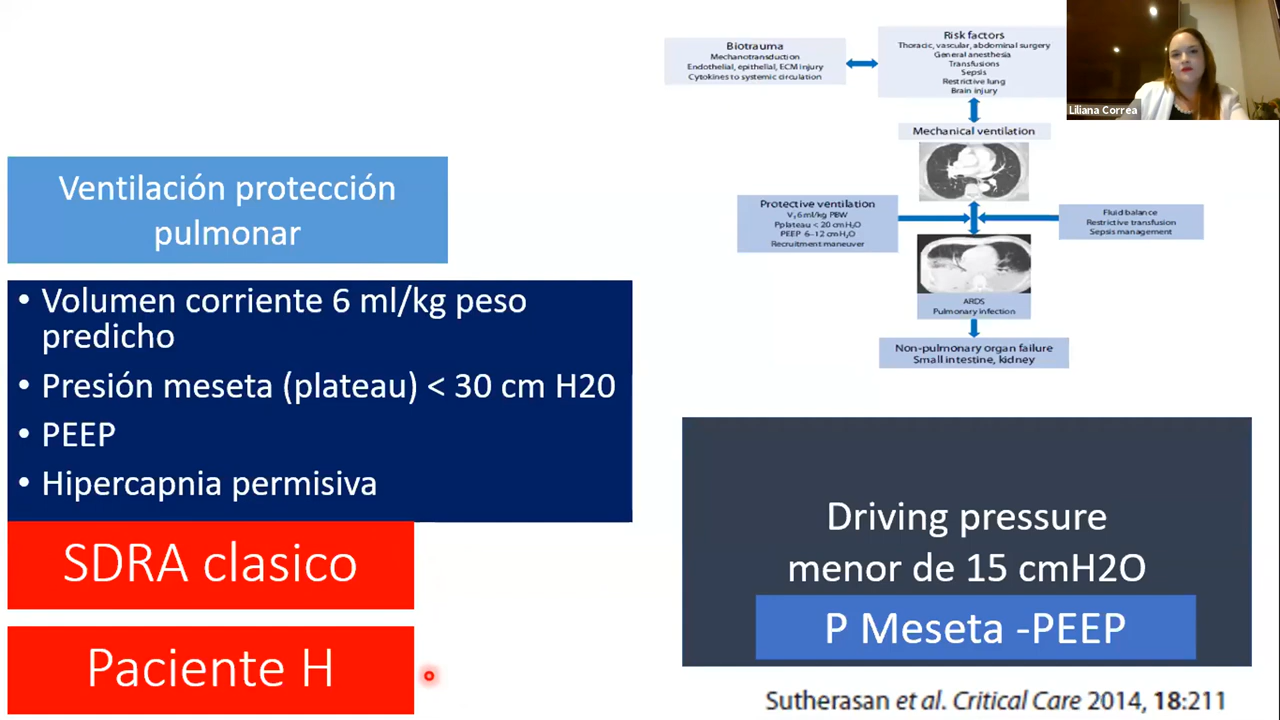 Ventilación protección
pulmonar
• Volumen corriente 6 ml/kg peso
predicho
• Presión meseta (plateau) < 30 cm H20
• PEEP
• Hipercapnia permisiva
SDRA clasico
Paciente H
Biotrauma
Mechanotransduction
Endothelial, epithelial, ECM injury
Cytokines to systemic circulation
Risk factors
Thoracic, vascular, abdominal surgery
General anesthesia
Transfusions
Sepsis
Restrictive lung
Brain injury
Liliana Correa
Mechanical ventilation
Protective ventilation
VT 6 ml/kg PBW
Pplateau < 20 cmH2O
PEEP 6–12 cmH2O
Recruitment maneuver
Fluid balance
Restrictive transfusion
Sepsis management
ARDS
Pulmonary infection
Non-pulmonary organ failure
Small intestine, kidney
Driving pressure
menor de 15 cmH2O
P Meseta -PEEP
Sutherasan et al. Critical Care 2014, 18:211